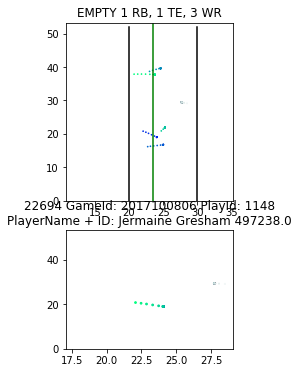 EMPTY 1 RB, 1 TE, 3 WR
50
40
30
20
10
0
15 20 25 30 35
22694 GameId: 2017100806 PlayId: 1148
PlayerName + ID: Jermaine Gresham 497238.0
40
20
0
17.5 20.0 22.5 25.0 27.5